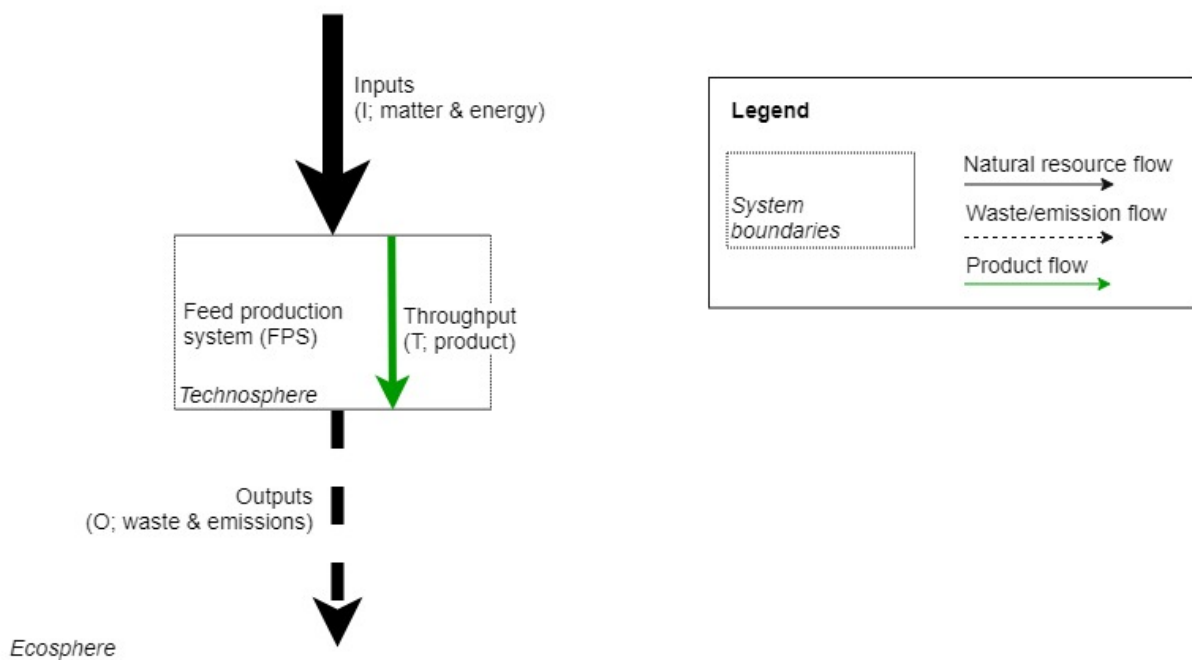 Inputs
(I; matter & energy)
Feed production
system (FPS)
Throughput
(T; product)
Technosphere
Outputs
(O; waste & emissions)
Ecosphere
Legend
System
boundaries
Natural resource flow
Waste/emission flow
Product flow